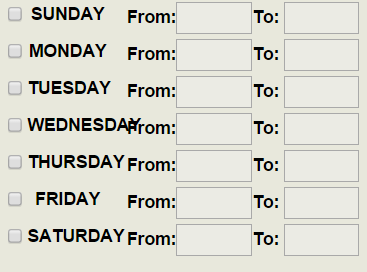 SUNDAY From: To:
MONDAY From: To:
TUESDAY From: To:
WEDNESDAY From: To:
THURSDAY From: To:
FRIDAY From: To:
SATURDAY From: To: